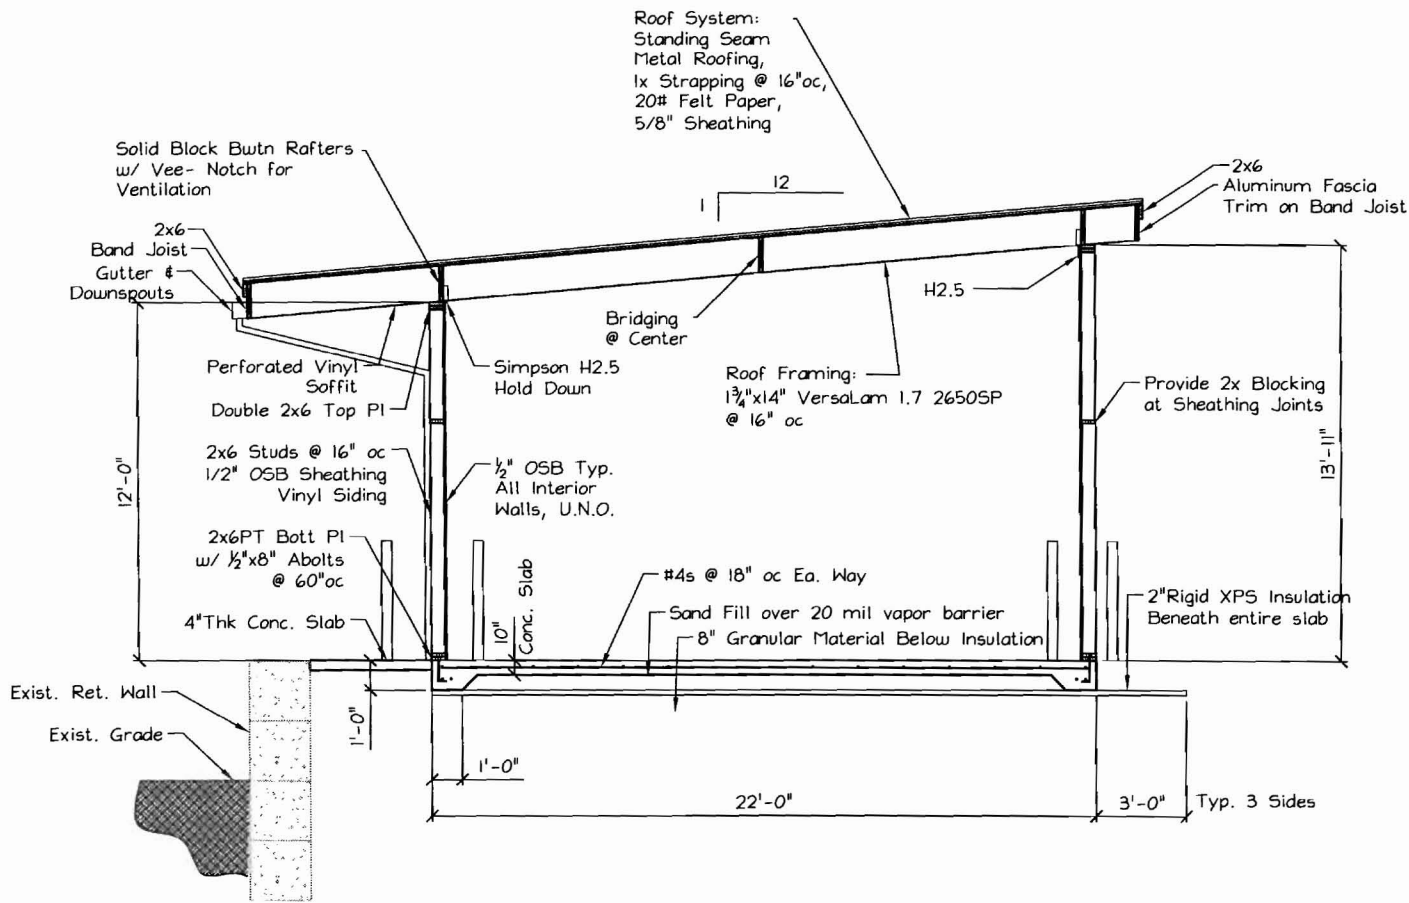 Roof System:
Standing Seam
Metal Roofing,
1x Strapping @ 16"oc,
20# Felt Paper,
5/8" Sheathing
Solid Block Bwtn Rafters
w/ Vee- Notch for
Ventilation
12
1
2x6
Aluminum Fascia
Trim on Band Joist
2x6
Band Joist
Gutter &
Downspouts
H2.5
Bridging
@ Center
Perforated Vinyl
Soffit
Simpson H2.5
Hold Down
Roof Framing:
1¾"x14" VersaLam 1.7 2650SP
@ 16" oc
Double 2x6 Top Pl
Provide 2x Blocking
at Sheathing Joints
12'-0"
13'-11"
2x6 Studs @ 16" oc
1/2" OSB Sheathing
Vinyl Siding
½" OSB Typ.
All Interior
Walls, U.N.O.
2x6PT Bott Pl
w/ ½"x8" Abolts
@ 60"oc
10"
Conc. Slab
#4s @ 18" oc Ea. Way
Sand Fill over 20 mil vapor barrier
8" Granular Material Below Insulation
2"Rigid XPS Insulation
Beneath entire slab
4"Thk Conc. Slab
Exist. Ret. Wall
Exist. Grade
1'-0"
1'-0"
22'-0"
3'-0"
Typ. 3 Sides